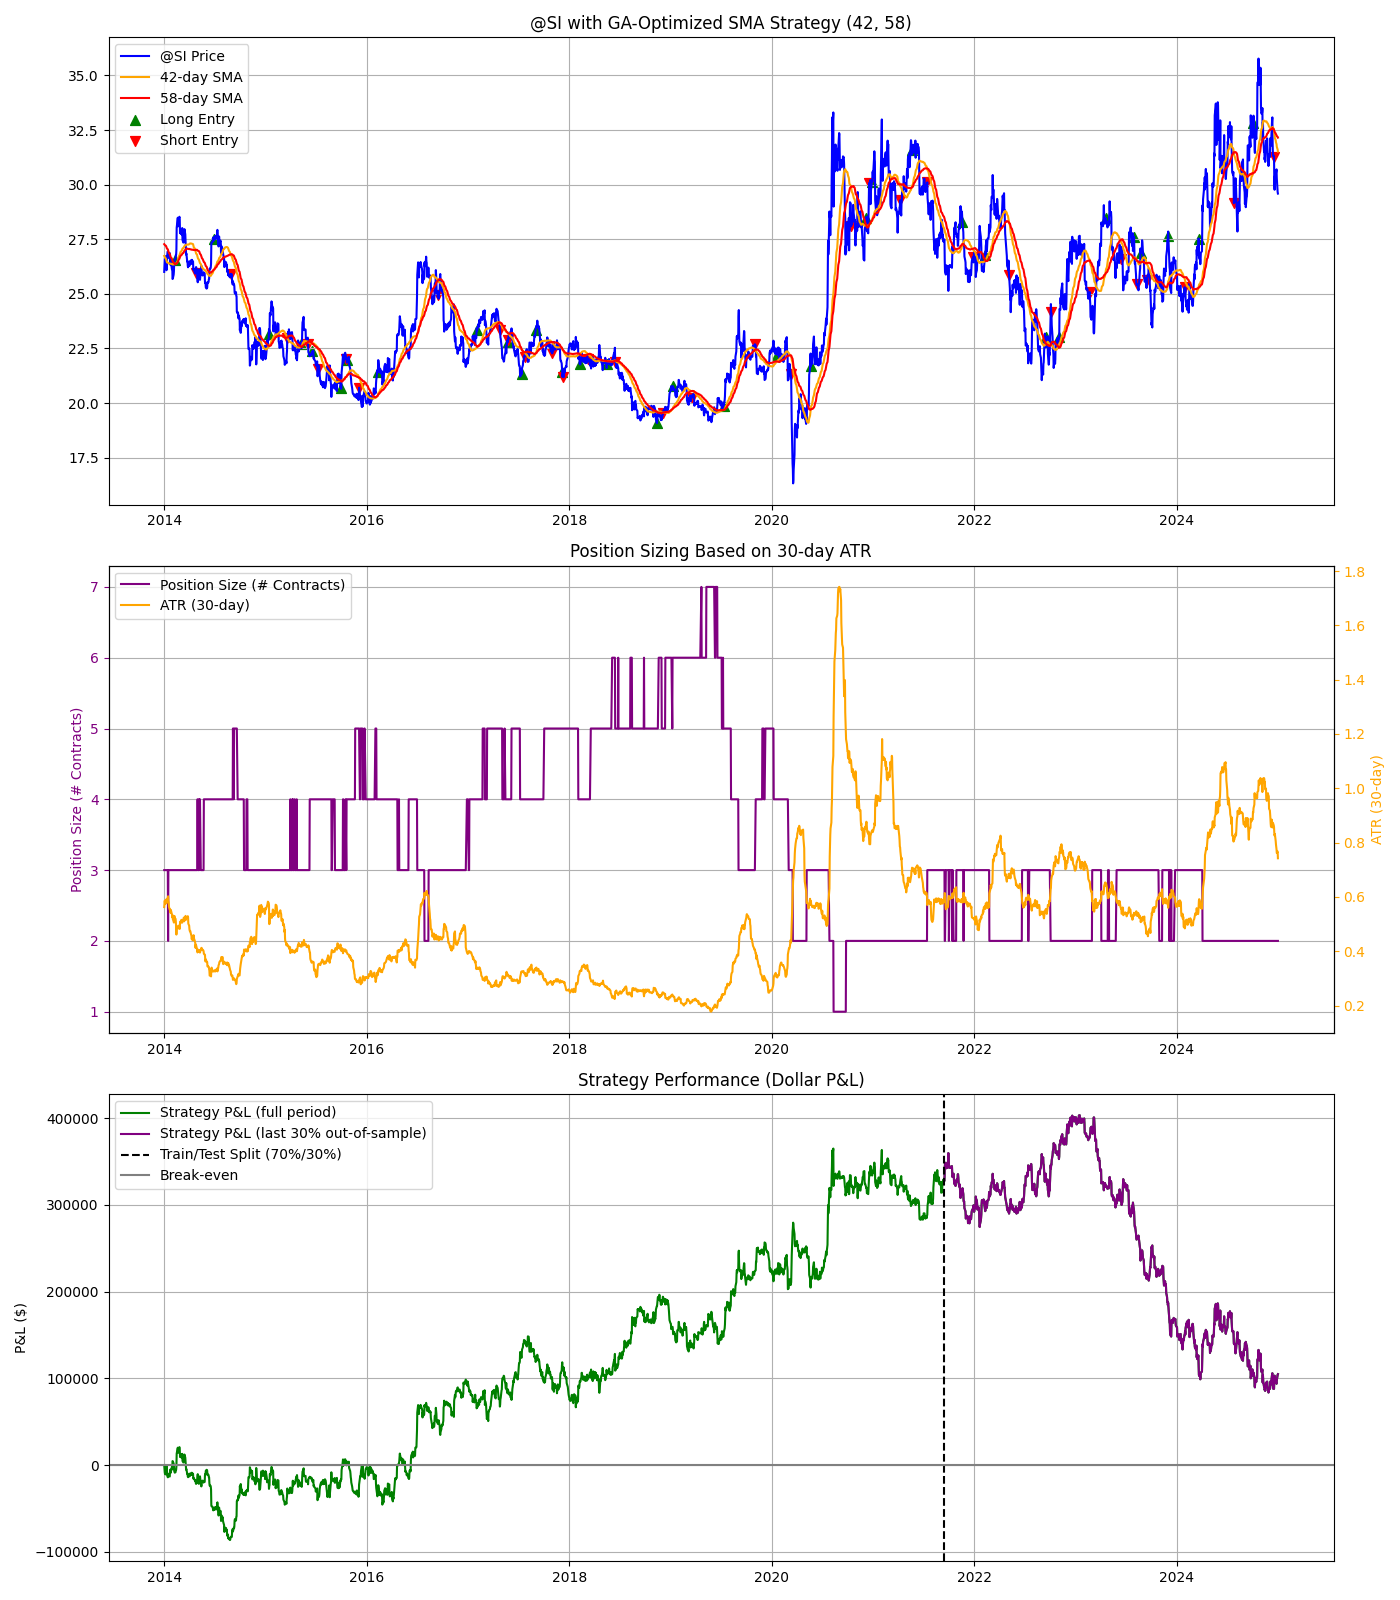 @SI with GA-Optimized SMA Strategy (42, 58)
@SI Price
42-day SMA
58-day SMA
Long Entry
Short Entry
35.0
32.5
30.0
27.5
25.0
22.5
20.0
17.5
2014 2016 2018 2020 2022 2024
Position Sizing Based on 30-day ATR
Position Size (# Contracts)
ATR (30-day)
Position Size (# Contracts)
7
6
5
4
3
2
1
1.8
1.6
1.4
1.2
1.0
0.8
0.6
0.4
0.2
ATR (30-day)
2014 2016 2018 2020 2022 2024
Strategy Performance (Dollar P&L)
Strategy P&L (full period)
Strategy P&L (last 30% out-of-sample)
Train/Test Split (70%/30%)
Break-even
P&L ($)
400000
300000
200000
100000
0
−100000
2014 2016 2018 2020 2022 2024